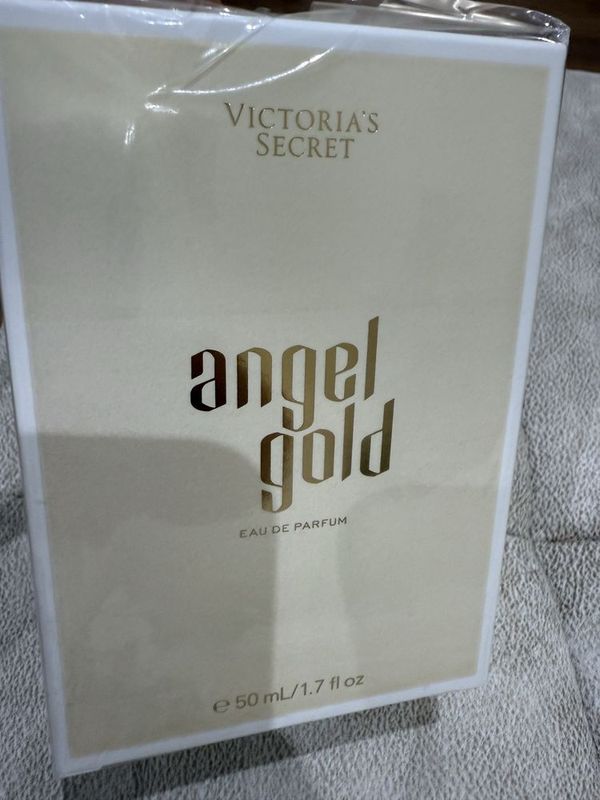 VICTORIA'S
SECRET
angel
gold
EAU DE PARFUM
℮ 50 mL/1.7 fl oz